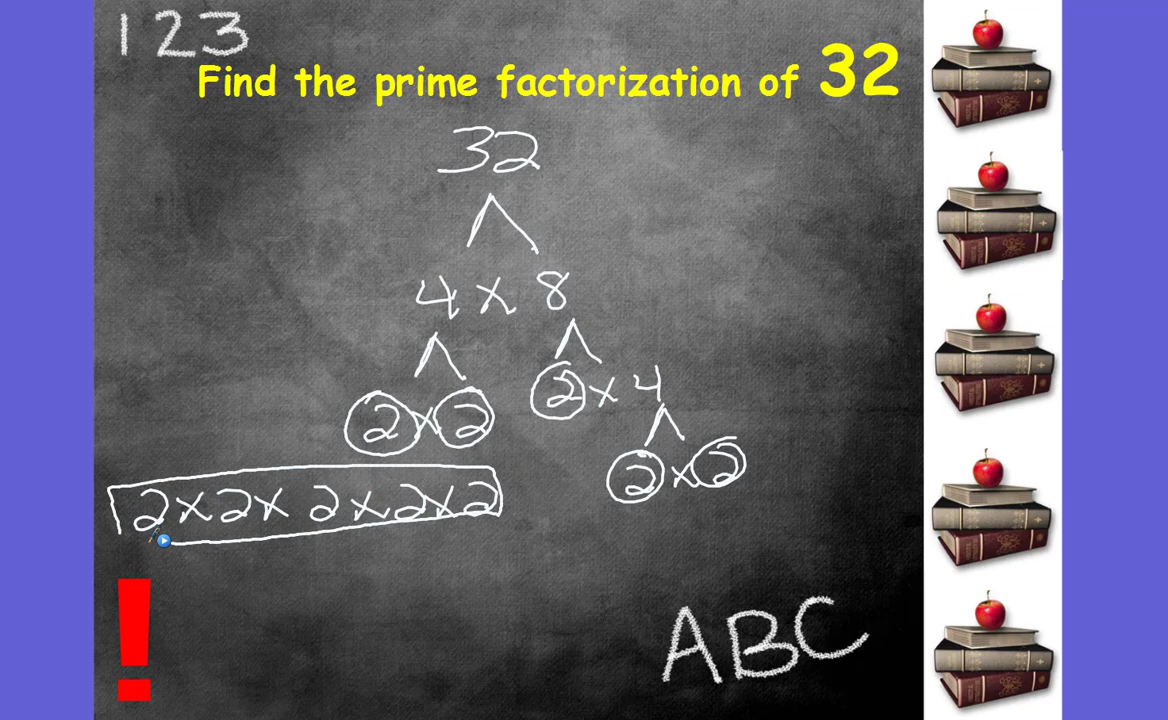 123
Find the prime factorization of 32
32
4 x 8
2 x 2 2 x 4
2 x 2
2 x 2 x 2 x 2 x 2
!
ABC